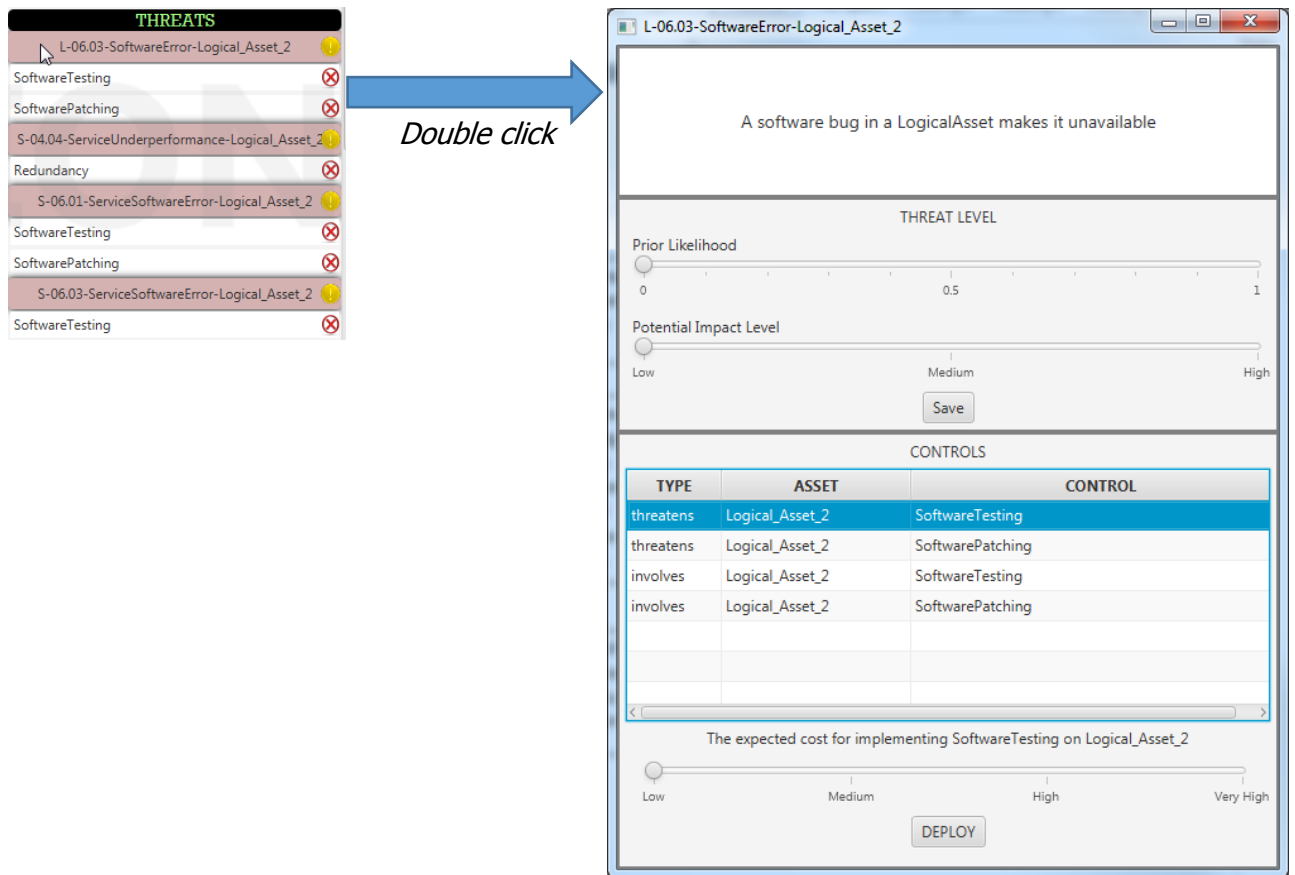 THREATS
L-06.03-SoftwareError-Logical_Asset_2
SoftwareTesting
SoftwarePatching
S-04.04-ServiceUnderperformance-Logical_Asset_2
Redundancy
S-06.01-ServiceSoftwareError-Logical_Asset_2
SoftwareTesting
SoftwarePatching
S-06.03-ServiceSoftwareError-Logical_Asset_2
SoftwareTesting
Double click
L-06.03-SoftwareError-Logical_Asset_2
A software bug in a LogicalAsset makes it unavailable
THREAT LEVEL
Prior Likelihood
0 0.5 1
Potential Impact Level
Low Medium High
Save
CONTROLS
TYPE ASSET CONTROL
threatens Logical_Asset_2 SoftwareTesting
threatens Logical_Asset_2 SoftwarePatching
involves Logical_Asset_2 SoftwareTesting
involves Logical_Asset_2 SoftwarePatching
The expected cost for implementing SoftwareTesting on Logical_Asset_2
Low Medium High Very High
DEPLOY